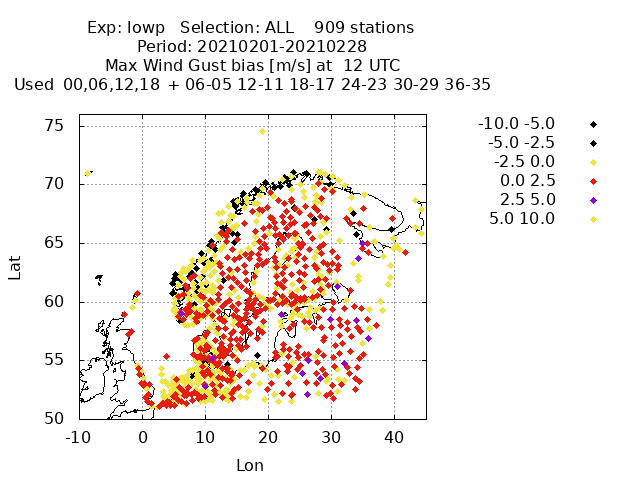 Exp: lowp   Selection: ALL    909 stations
Period: 20210201-20210228
Max Wind Gust bias [m/s] at  12 UTC
Used  00,06,12,18  + 06-05 12-11 18-17 24-23 30-29 36-35
-10.0 -5.0
-5.0 -2.5
-2.5 0.0
0.0 2.5
2.5 5.0
5.0 10.0
75
70
65
60
55
50
Lat
-10 0 10 20 30 40
Lon